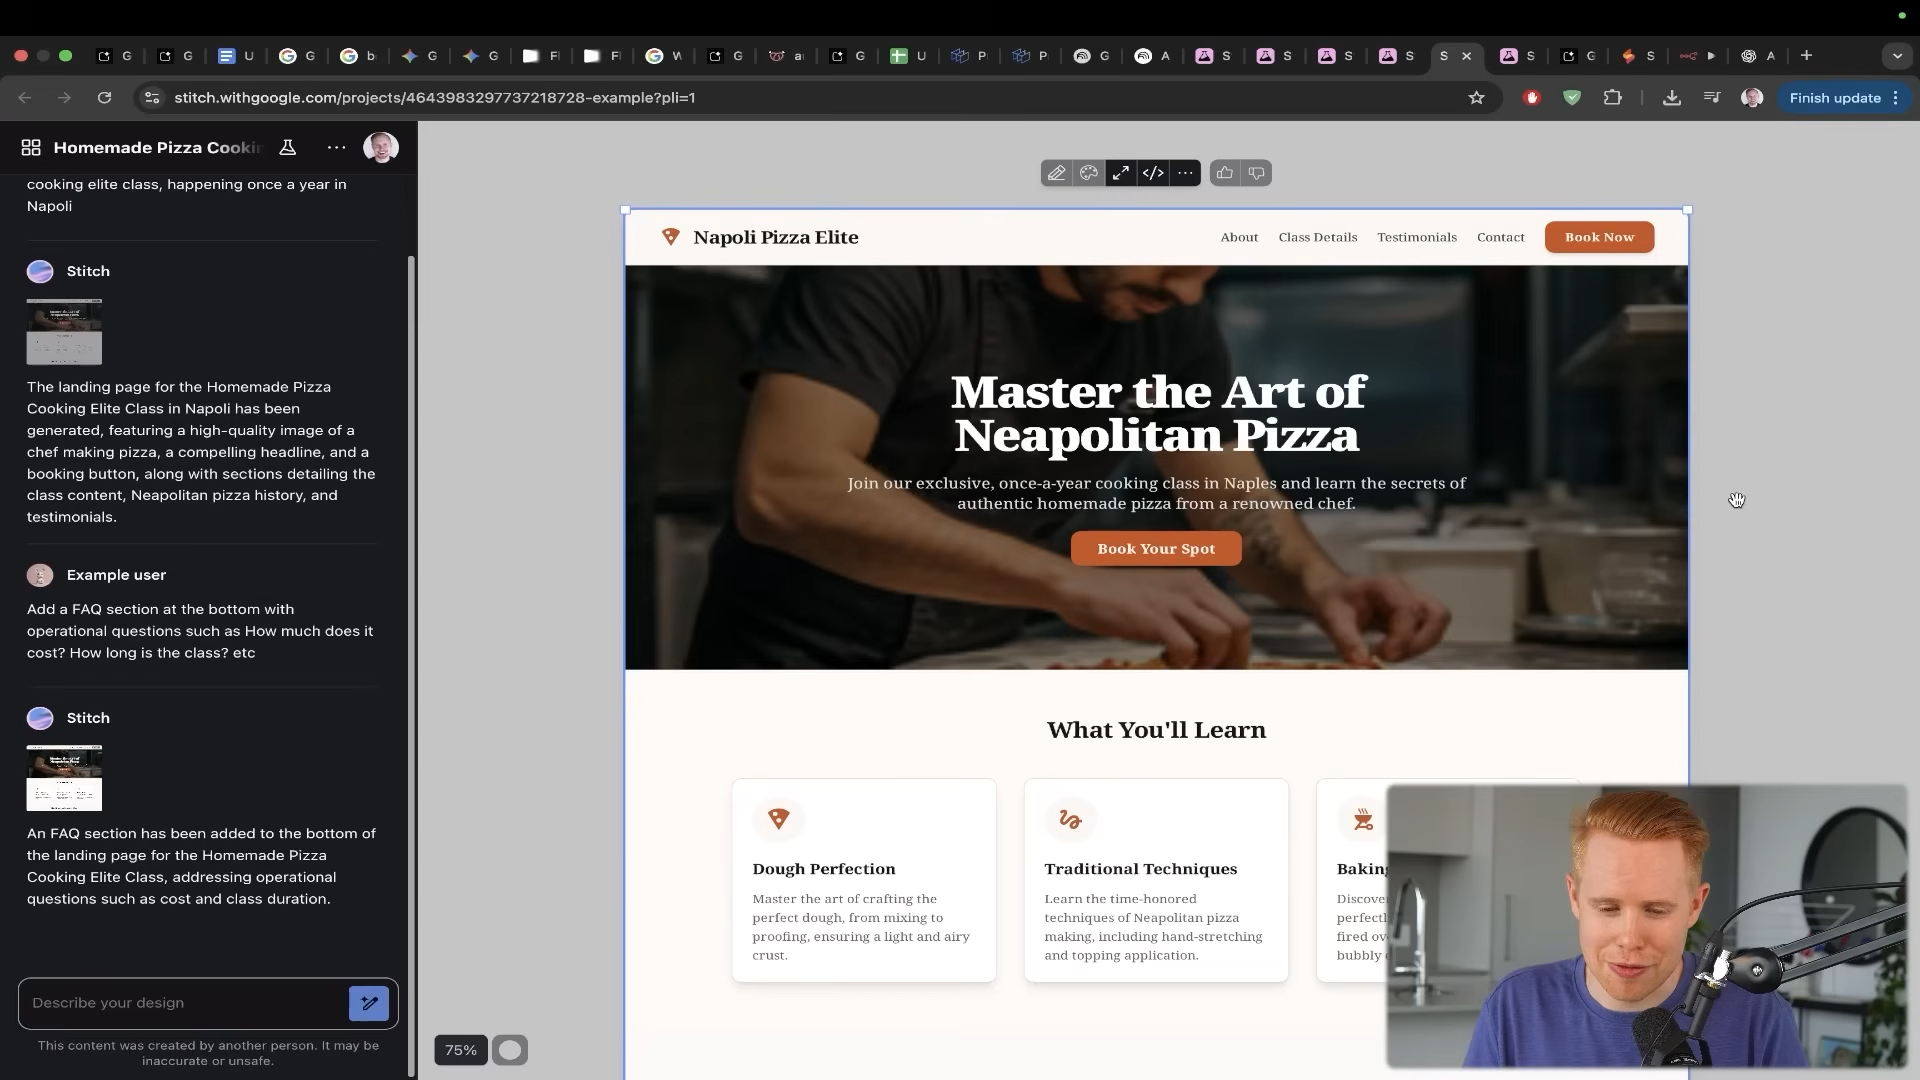 G
G
U
G
b
G
G
Fl
Fl
W
G
a
G
U
P
P
G
A
S
S
S
S
S
S
G
S
A
stitch.withgoogle.com/projects/4643983297737218728-example?pli=1
Finish update
Homemade Pizza Cookin
cooking elite class, happening once a year in
Napoli
Stitch
The landing page for the Homemade Pizza
Cooking Elite Class in Napoli has been
generated, featuring a high-quality image of a
chef making pizza, a compelling headline, and a
booking button, along with sections detailing the
class content, Neapolitan pizza history, and
testimonials.
Example user
Add a FAQ section at the bottom with
operational questions such as How much does it
cost? How long is the class? etc
Stitch
An FAQ section has been added to the bottom of
the landing page for the Homemade Pizza
Cooking Elite Class, addressing operational
questions such as cost and class duration.
Describe your design
This content was created by another person. It may be
inaccurate or unsafe.
75%
Napoli Pizza Elite
About
Class Details
Testimonials
Contact
Book Now
Master the Art of
Neapolitan Pizza
Join our exclusive, once-a-year cooking class in Naples and learn the secrets of
authentic homemade pizza from a renowned chef.
Book Your Spot
What You'll Learn
Dough Perfection
Master the art of crafting the
perfect dough, from mixing to
proofing, ensuring a light and airy
crust.
Traditional Techniques
Learn the time-honored
techniques of Neapolitan pizza
making, including hand-stretching
and topping application.
Baking
Discover
perfectl
fired ov
bubbly